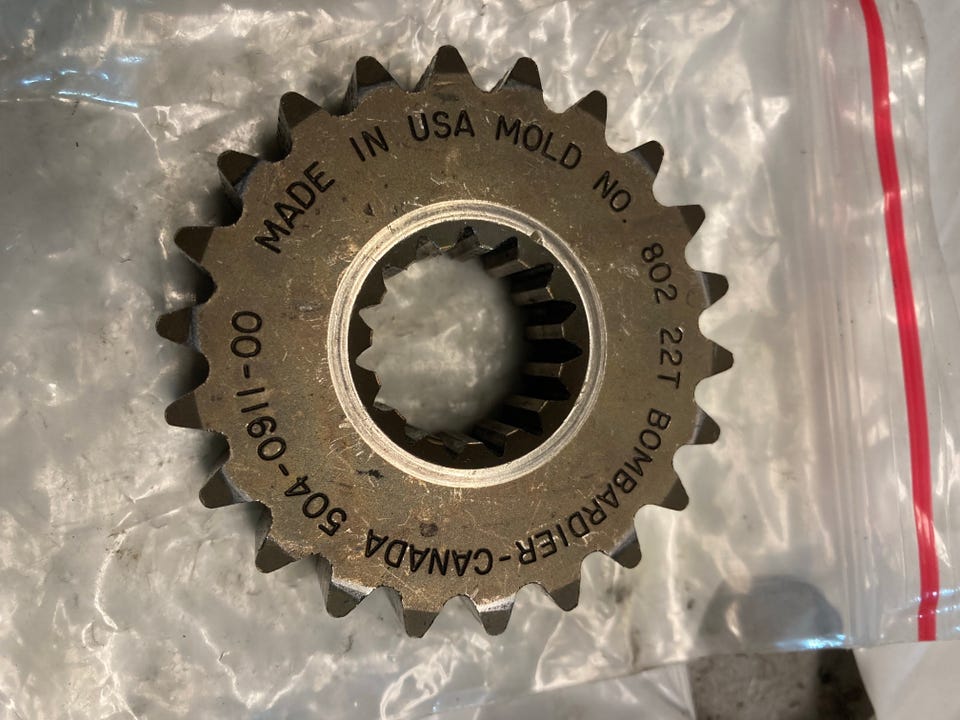 MADE IN USA MOLD NO. 802 22T BOMBARDIER-CANADA 504-0911-00